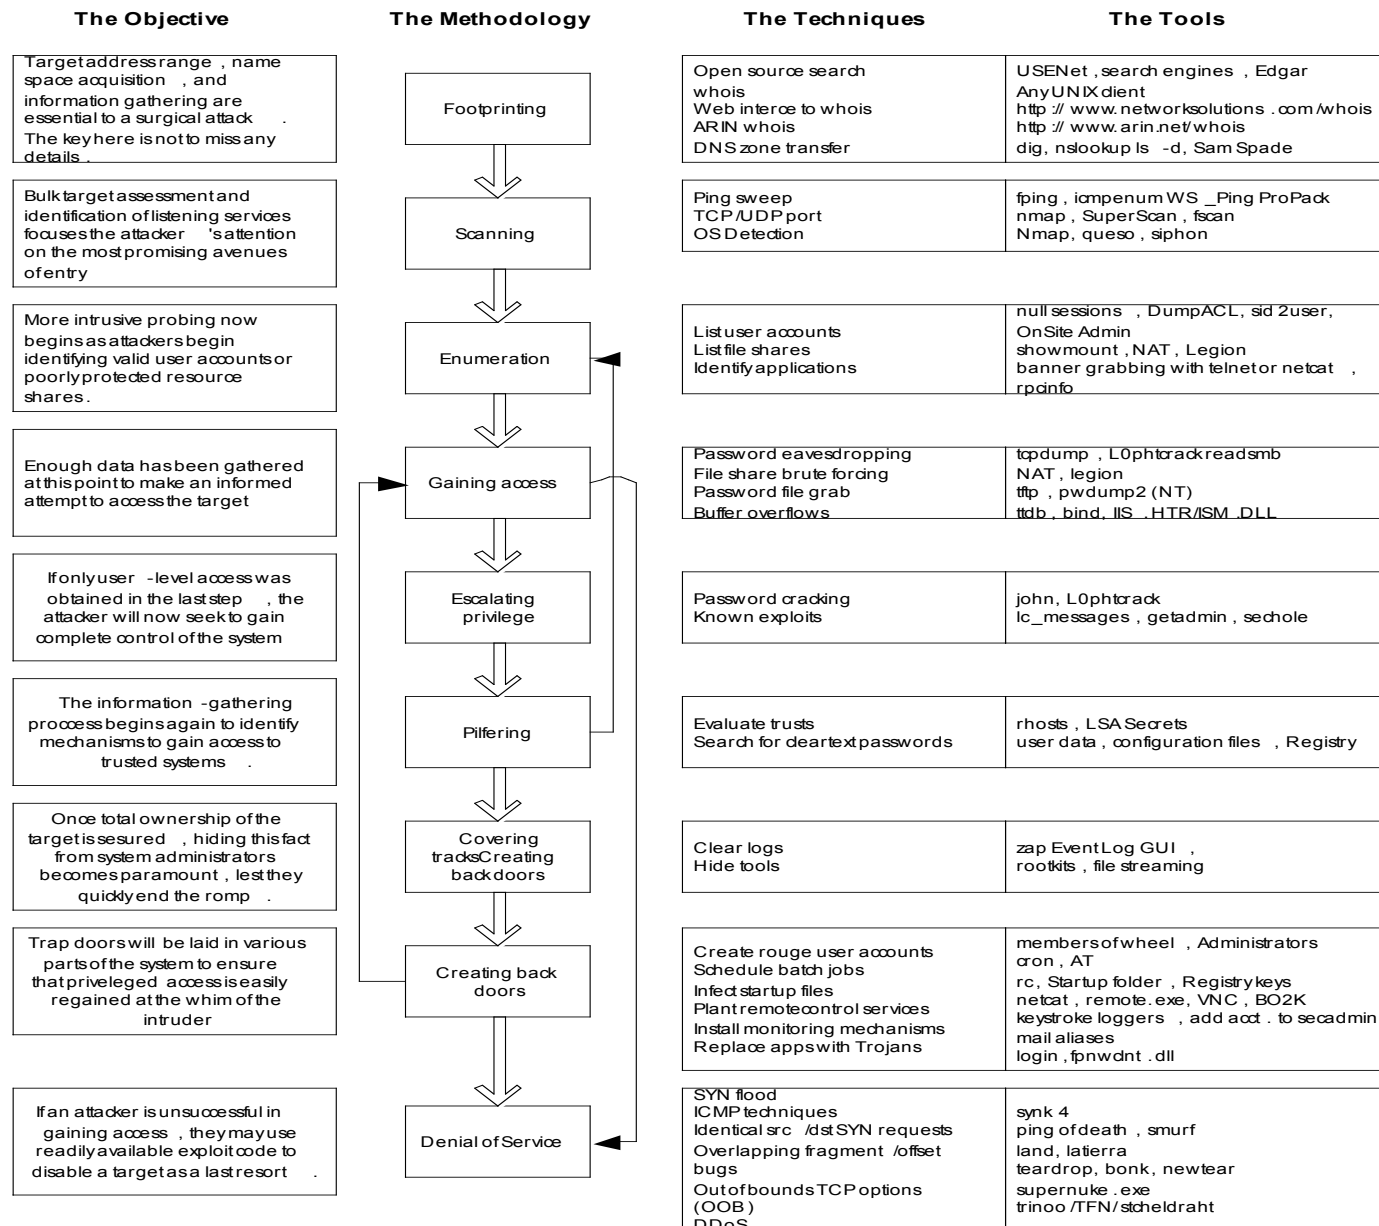 The Objective
The Methodology
The Techniques
The Tools
Target address range , name
space acquisition , and
information gathering are
essential to a surgical attack .
The key here is not to miss any
details .
Footprinting
Open source search
whois
Web interce to whois
ARIN whois
DNS zone transfer
USENet , search engines , Edgar
Any UNIX client
http :// www.networksolutions .com /whois
http :// www.arin.net/whois
dig, nslookup ls -d, Sam Spade
Bulk target assessment and
identification of listening services
focuses the attacker 's attention
on the most promising avenues
of entry
Scanning
Ping sweep
TCP /UDP port
OS Detection
fping , icmpenum WS _Ping ProPack
nmap , SuperScan , fscan
Nmap, queso , siphon
More intrusive probing now
begins as attackers begin
identifying valid user accounts or
poorly protected resource
shares .
Enumeration
List user accounts
List file shares
Identify applications
null sessions , DumpACL, sid 2user,
OnSite Admin
showmount , NAT , Legion
banner grabbing with telnet or netcat ,
rpcinfo
Enough data has been gathered
at this point to make an informed
attempt to access the target
Gaining access
Password eavesdropping
File share brute forcing
Password file grab
Buffer overflows
tcpdump , L0phtcrack readsmb
NAT , legion
tftp , pwdump2 (NT)
ttdb , bind, IIS .HTR/ISM .DLL
If only user -level access was
obtained in the last step , the
attacker will now seek to gain
complete control of the system
Escalating
privilege
Password cracking
Known exploits
john, L0phtcrack
lc_messages , getadmin , sechole
The information -gathering
proccess begins again to identify
mechanisms to gain access to
trusted systems .
Pilfering
Evaluate trusts
Search for cleartext passwords
rhosts , LSA Secrets
user data , configuration files , Registry
Once total ownership of the
target is sesured , hiding this fact
from system administrators
becomes paramount , lest they
quickly end the romp .
Covering
tracksCreating
back doors
Clear logs
Hide tools
zap Event Log GUI ,
rootkits , file streaming
Trap doors will be laid in various
parts of the system to ensure
that priveleged access is easily
regained at the whim of the
intruder
Creating back
doors
Create rouge user accounts
Schedule batch jobs
Infect startup files
Plant remote control services
Install monitoring mechanisms
Replace apps with Trojans
members of wheel , Administrators
cron , AT
rc, Startup folder , Registry keys
netcat , remote.exe, VNC , BO2K
keystroke loggers , add acct . to secadmin
mail aliases
login , fpnwclnt .dll
If an attacker is unsuccessful in
gaining access , they may use
readily available exploit code to
disable a target as a last resort .
Denial of Service
SYN flood
ICMP techniques
Identical src /dst SYN requests
Overlapping fragment /offset
bugs
Out of bounds TCP options
(OOB )
DDoS
synk 4
ping of death , smurf
land, latierra
teardrop, bonk, newtear
supernuke .exe
trinoo /TFN/ stcheldraht